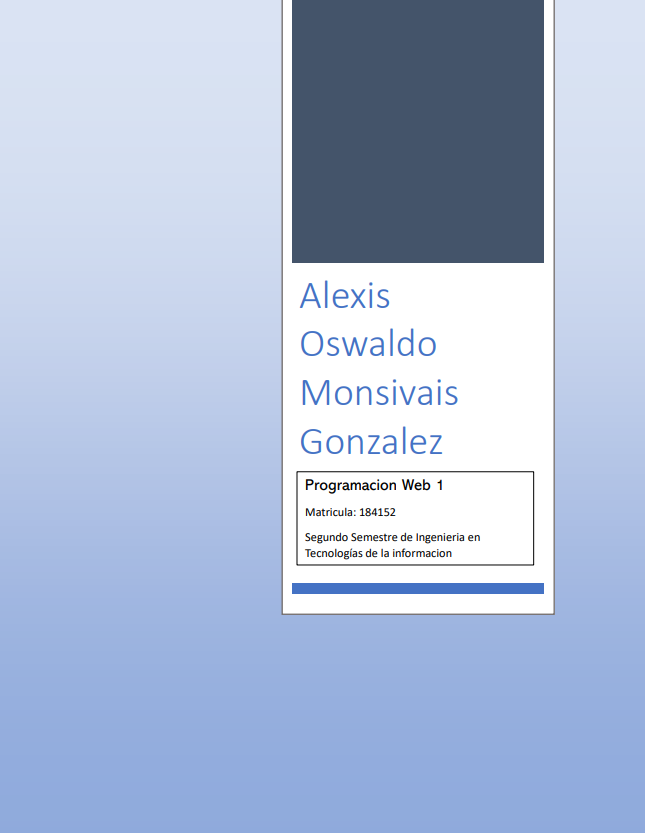 Alexis
Oswaldo
Monsivais
Gonzalez
Programacion Web 1
Matricula: 184152
Segundo Semestre de Ingenieria en
Tecnologías de la informacion